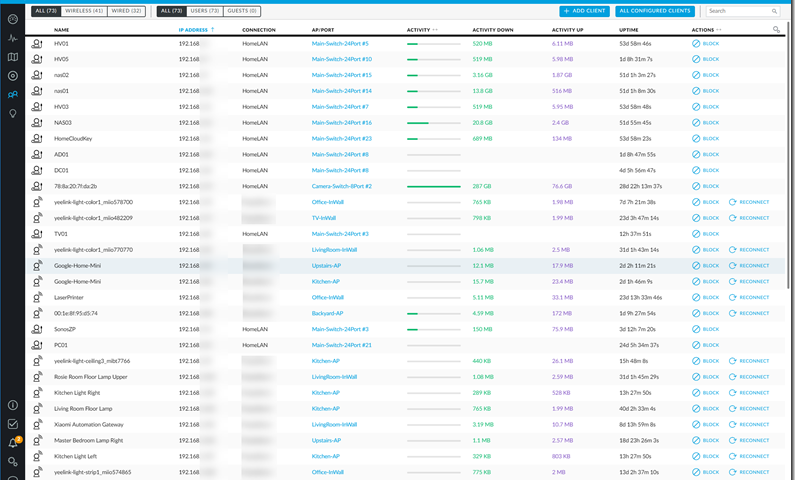 ALL (73) WIRELESS (41) WIRED (32) ALL (73) USERS (73) GUESTS (0) + ADD CLIENT ALL CONFIGURED CLIENTS Search
NAME IP ADDRESS ↑ CONNECTION AP/PORT ACTIVITY ACTIVITY DOWN ACTIVITY UP UPTIME ACTIONS
HV01 192.168. HomeLAN Main-Switch-24Port #5 520 MB 6.11 MB 53d 58m 46s BLOCK
HV05 192.168. HomeLAN Main-Switch-24Port #10 519 MB 5.98 MB 1d 8h 31m 7s BLOCK
nas02 192.168. HomeLAN Main-Switch-24Port #15 3.16 GB 1.87 GB 51d 1h 3m 27s BLOCK
nas01 192.168. HomeLAN Main-Switch-24Port #14 13.8 GB 516 MB 51d 1h 8m 30s BLOCK
HV03 192.168. HomeLAN Main-Switch-24Port #7 519 MB 5.95 MB 53d 58m 48s BLOCK
NAS03 192.168. HomeLAN Main-Switch-24Port #16 20.8 GB 2.4 GB 51d 55m 45s BLOCK
HomeCloudKey 192.168. HomeLAN Main-Switch-24Port #23 689 MB 134 MB 53d 58m 23s BLOCK
AD01 192.168. HomeLAN Main-Switch-24Port #8 1d 8h 47m 55s BLOCK
DC01 192.168. HomeLAN Main-Switch-24Port #8 4d 5h 56m 47s BLOCK
78:8a:20:7f:da:2b 192.168. HomeLAN Camera-Switch-8Port #2 287 GB 76.6 GB 28d 22h 13m 37s BLOCK
yeelink-light-color1_miio578700 192.168. Office-InWall 765 KB 1.98 MB 7d 7h 21m 38s BLOCK RECONNECT
yeelink-light-color1_miio482209 192.168. TV-InWall 798 KB 1.99 MB 23d 3h 47m 14s BLOCK RECONNECT
TV01 192.168. HomeLAN Main-Switch-24Port #3 12h 37m 51s BLOCK
yeelink-light-color1_miio770770 192.168. LivingRoom-InWall 1.06 MB 2.5 MB 31d 1h 43m 14s BLOCK RECONNECT
Google-Home-Mini 192.168. Upstairs-AP 12.1 MB 17.9 MB 2d 2h 11m 21s BLOCK RECONNECT
Google-Home-Mini 192.168. Kitchen-AP 15.7 MB 23.4 MB 2d 1h 46m 9s BLOCK RECONNECT
LaserPrinter 192.168. Office-InWall 5.11 MB 33.1 MB 23d 13h 33m 46s BLOCK RECONNECT
00:1e:8f:95:d5:74 192.168. Backyard-AP 4.59 MB 172 MB 1d 9h 27m 54s BLOCK RECONNECT
SonosZP 192.168. HomeLAN Main-Switch-24Port #3 150 MB 75.9 MB 3d 12h 7m 20s BLOCK
PC01 192.168. HomeLAN Main-Switch-24Port #21 24d 5h 34m 37s BLOCK
yeelink-light-ceiling3_mibt7766 192.168. Kitchen-AP 440 KB 26.1 MB 15h 48m 8s BLOCK RECONNECT
Rosie Room Floor Lamp Upper 192.168. LivingRoom-InWall 1.08 MB 2.59 MB 31d 1h 45m 29s BLOCK RECONNECT
Kitchen Light Right 192.168. Kitchen-AP 289 KB 528 KB 13h 27m 50s BLOCK RECONNECT
Living Room Floor Lamp 192.168. Kitchen-AP 765 KB 1.99 MB 40d 2h 33m 4s BLOCK RECONNECT
Xiaomi Automation Gateway 192.168. LivingRoom-InWall 3.19 MB 10.7 MB 8d 13h 59m 8s BLOCK RECONNECT
Master Bedroom Lamp Right 192.168. Upstairs-AP 1.1 MB 2.57 MB 18d 23h 26m 3s BLOCK RECONNECT
Kitchen Light Left 192.168. Kitchen-AP 329 KB 803 KB 13h 27m 50s BLOCK RECONNECT
yeelink-light-strip1_miio574865 192.168. Office-InWall 775 KB 2 MB 13d 2h 37m 10s BLOCK RECONNECT